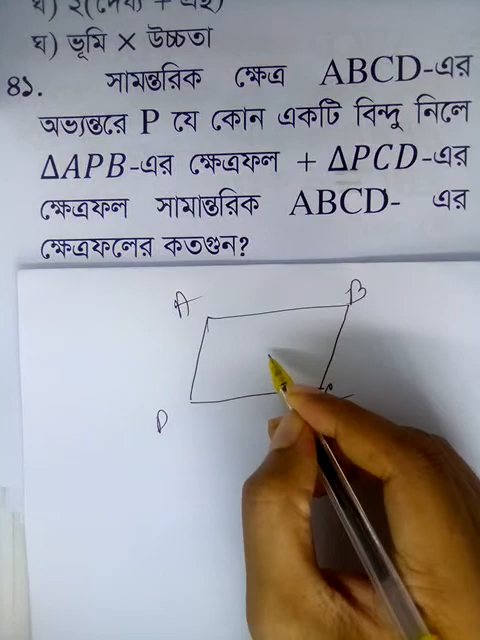 ঘ) ভূমি × উচ্চতা
৪১. সামন্তরিক ক্ষেত্র ABCD-এর
অভ্যন্তরে P যে কোন একটি বিন্দু নিলে
ΔAPB-এর ক্ষেত্রফল + ΔPCD-এর
ক্ষেত্রফল সামান্তরিক ABCD- এর
ক্ষেত্রফলের কতগুন?
A B
D